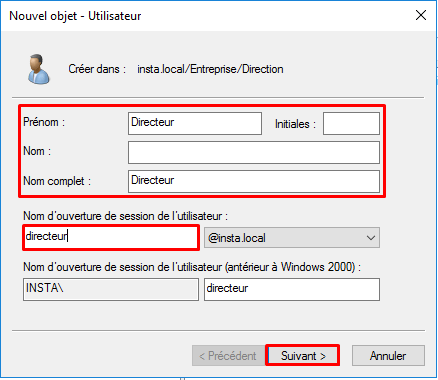 Nouvel objet - Utilisateur
Créer dans : insta.local/Entreprise/Direction
Prénom : Directeur Initiales :
Nom :
Nom complet : Directeur
Nom d'ouverture de session de l'utilisateur :
directeur @insta.local
Nom d'ouverture de session de l'utilisateur (antérieur à Windows 2000) :
INSTA\ directeur
< Précédent Suivant > Annuler